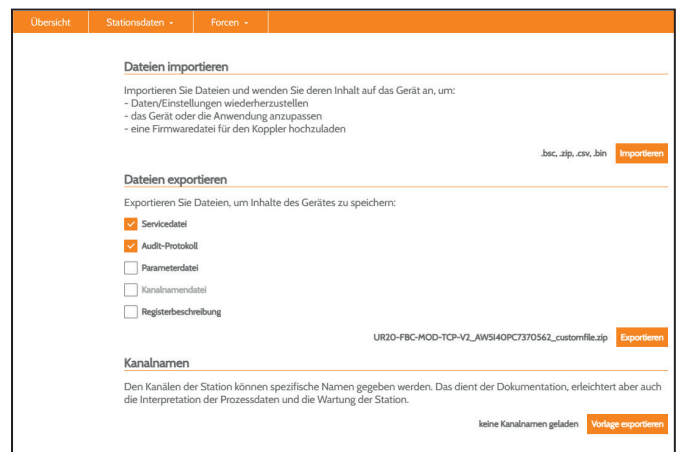 Übersicht Stationsdaten Forcen
Dateien importieren
Importieren Sie Dateien und wenden Sie deren Inhalt auf das Gerät an, um:
- Daten/Einstellungen wiederherzustellen
- das Gerät oder die Anwendung anzupassen
- eine Firmwaredatei für den Koppler hochzuladen
.bsc, .zip, .csv, .bin Importieren
Dateien exportieren
Exportieren Sie Dateien, um Inhalte des Gerätes zu speichern:
Servicedatei
Audit-Protokoll
Parameterdatei
Kanalnamendatei
Registerbeschreibung
UR20-FBC-MOD-TCP-V2_AW5I40PC7370562_customfile.zip Exportieren
Kanalnamen
Den Kanälen der Station können spezifische Namen gegeben werden. Das dient der Dokumentation, erleichtert aber auch
die Interpretation der Prozessdaten und die Wartung der Station.
keine Kanalnamen geladen Vorlage exportieren